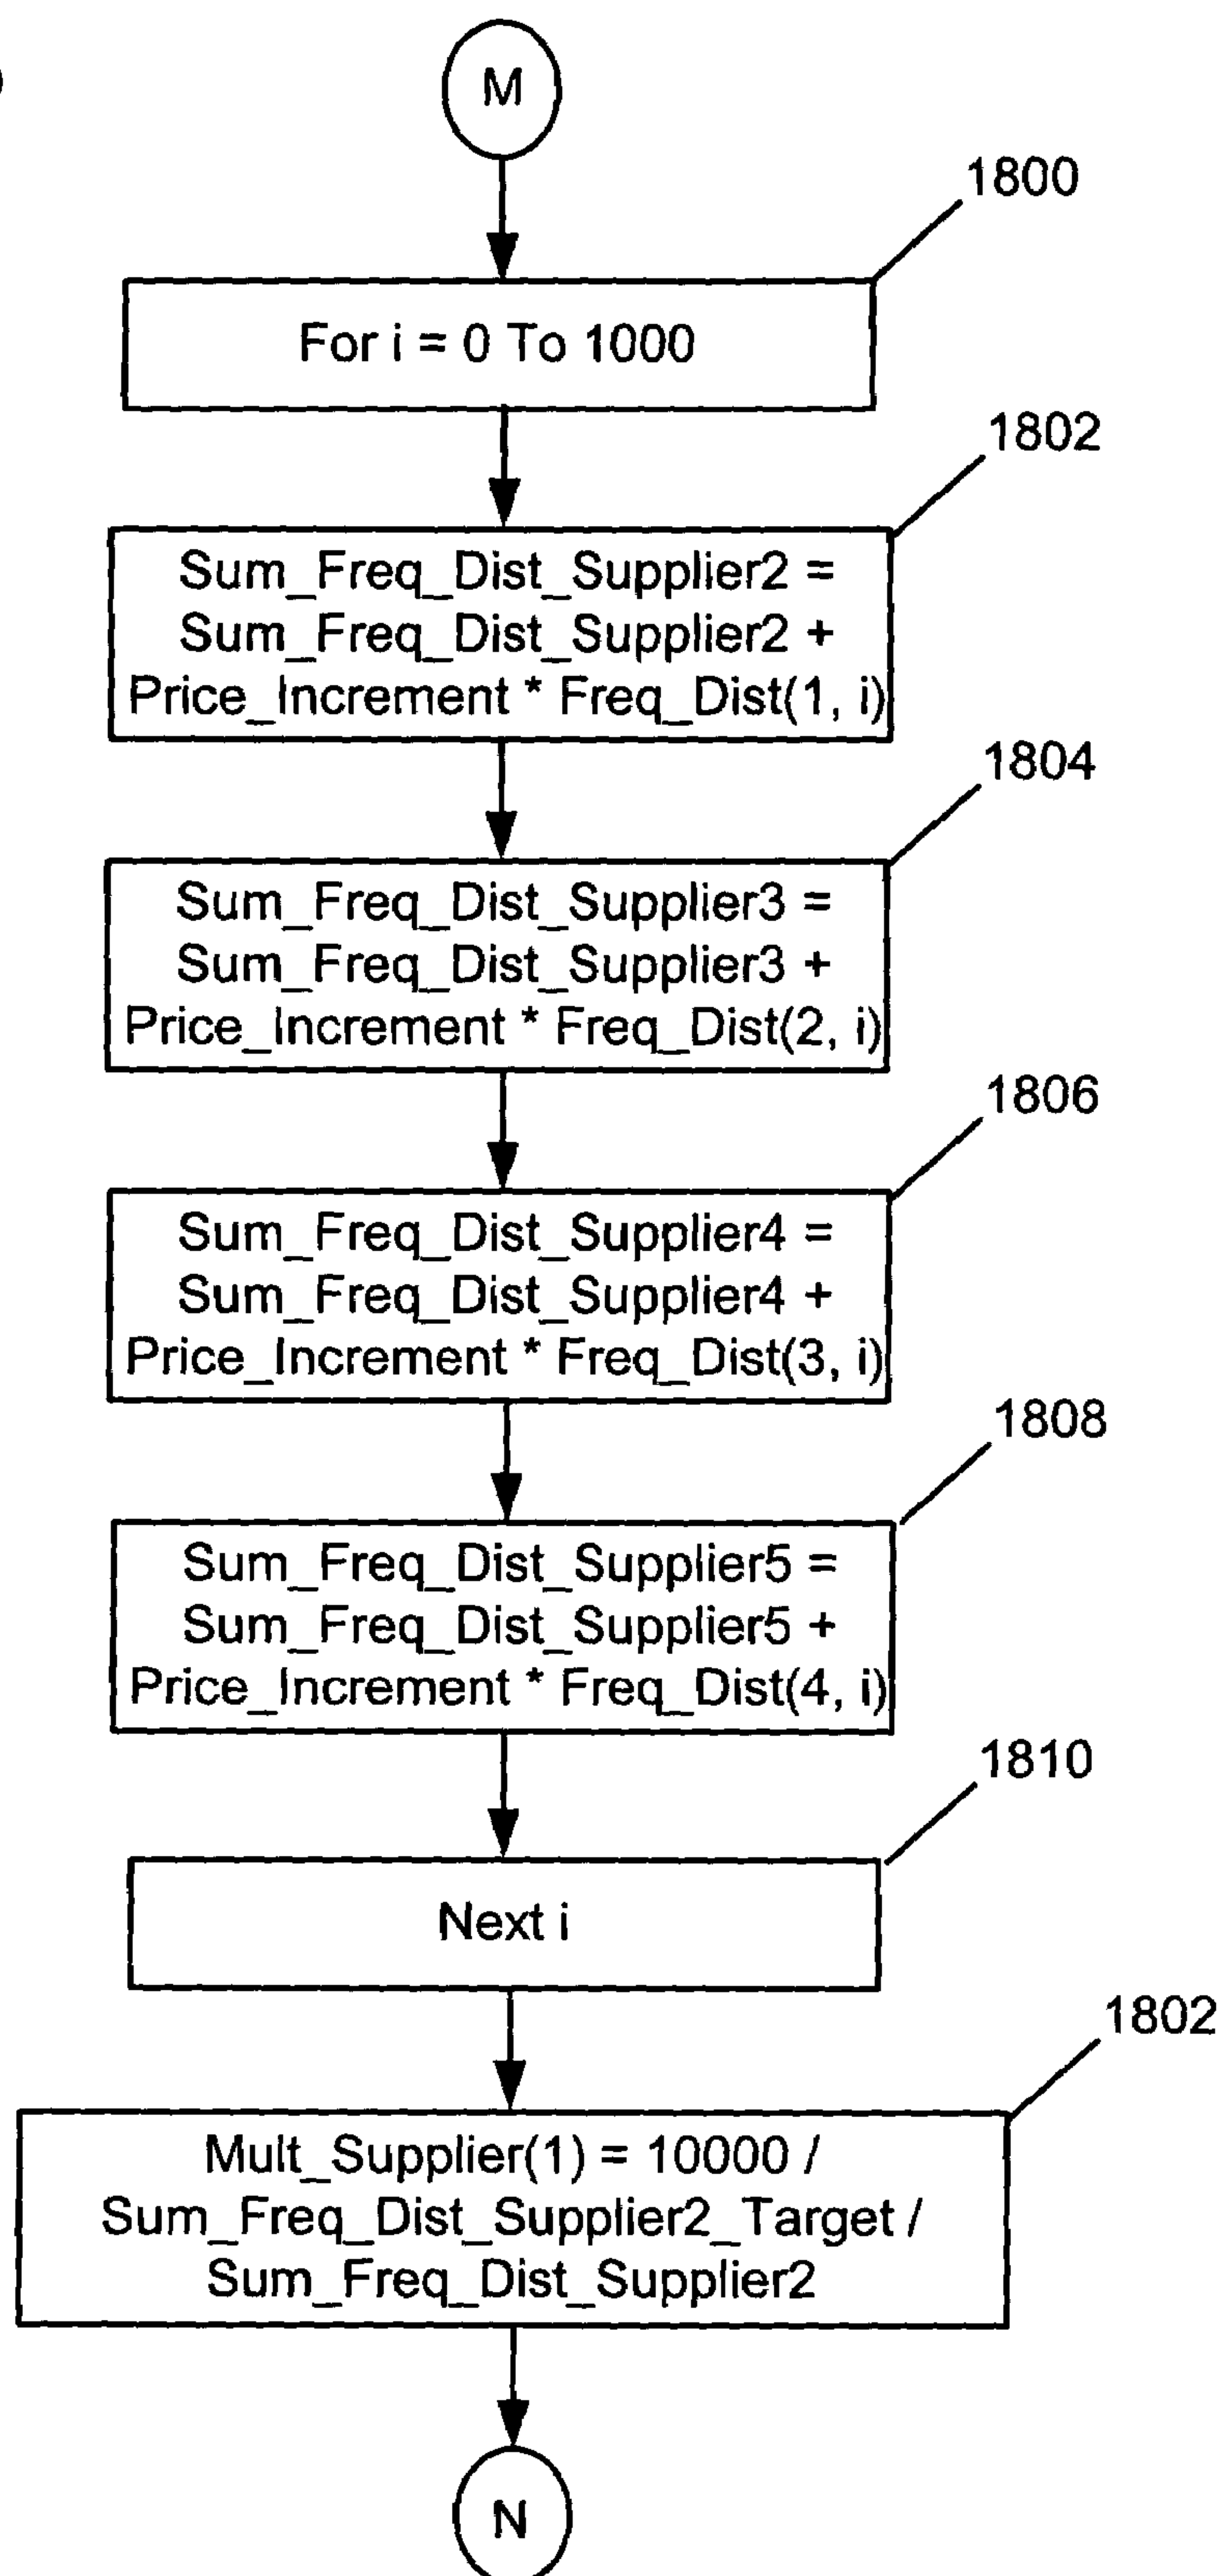 M
1800
For i = 0 To 1000
1802
Sum_Freq_Dist_Supplier2 =
Sum_Freq_Dist_Supplier2 +
Price_Increment * Freq_Dist(1, i)
1804
Sum_Freq_Dist_Supplier3 =
Sum_Freq_Dist_Supplier3 +
Price_Increment * Freq_Dist(2, i)
1806
Sum_Freq_Dist_Supplier4 =
Sum_Freq_Dist_Supplier4 +
Price_Increment * Freq_Dist(3, i)
1808
Sum_Freq_Dist_Supplier5 =
Sum_Freq_Dist_Supplier5 +
Price_Increment * Freq_Dist(4, i)
1810
Next i
1802
Mult_Supplier(1) = 10000 /
Sum_Freq_Dist_Supplier2_Target /
Sum_Freq_Dist_Supplier2
N